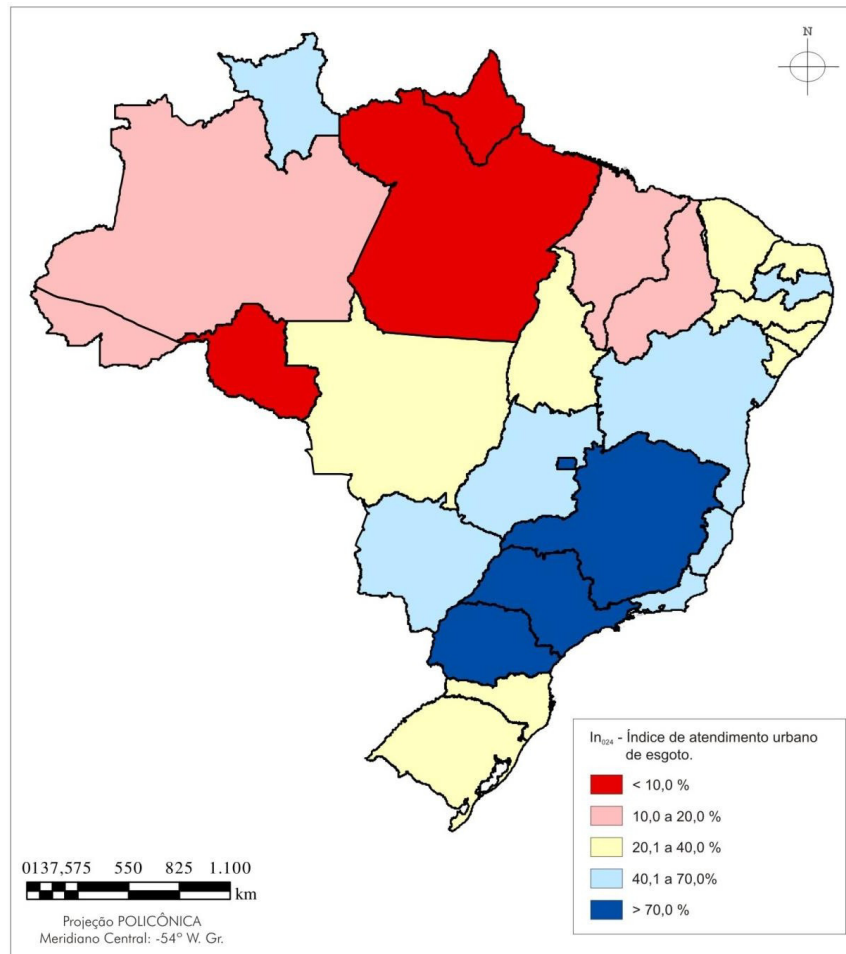 N
In₀₂₄ - Índice de atendimento urbano
de esgoto.
< 10,0 %
10,0 a 20,0 %
20,1 a 40,0 %
40,1 a 70,0%
> 70,0 %
0137,575 550 825 1.100
km
Projeção POLICÔNICA
Meridiano Central: -54º W. Gr.